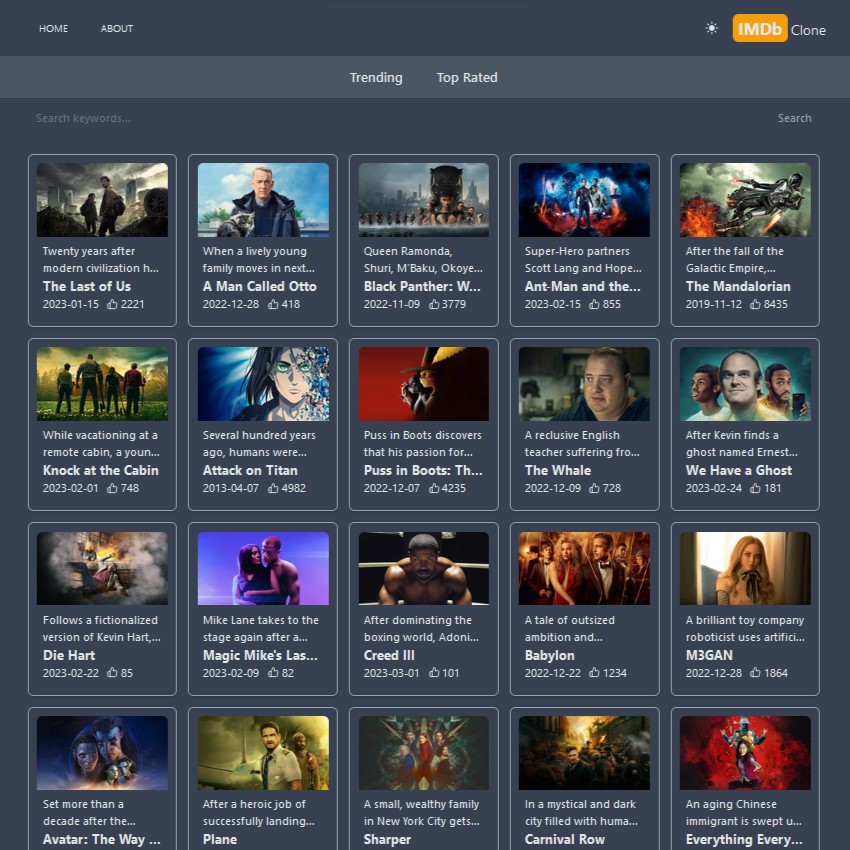 HOME ABOUT IMDb Clone
Trending Top Rated
Search keywords... Search
Twenty years after
modern civilization h...
The Last of Us
2023-01-15 2221
When a lively young
family moves in next...
A Man Called Otto
2022-12-28 418
Queen Ramonda,
Shuri, M'Baku, Okoye...
Black Panther: W...
2022-11-09 3779
Super-Hero partners
Scott Lang and Hope...
Ant-Man and the...
2023-02-15 855
After the fall of the
Galactic Empire,...
The Mandalorian
2019-11-12 8435
While vacationing at a
remote cabin, a youn...
Knock at the Cabin
2023-02-01 748
Several hundred years
ago, humans were...
Attack on Titan
2013-04-07 4982
Puss in Boots discovers
that his passion for...
Puss in Boots: Th...
2022-12-07 4235
A reclusive English
teacher suffering fro...
The Whale
2022-12-09 728
After Kevin finds a
ghost named Ernest...
We Have a Ghost
2023-02-24 181
Follows a fictionalized
version of Kevin Hart,...
Die Hart
2023-02-22 85
Mike Lane takes to the
stage again after a...
Magic Mike's Las...
2023-02-09 82
After dominating the
boxing world, Adoni...
Creed III
2023-03-01 101
A tale of outsized
ambition and...
Babylon
2022-12-22 1234
A brilliant toy company
roboticist uses artifici...
M3GAN
2022-12-28 1864
Set more than a
decade after the...
Avatar: The Way ...
After a heroic job of
successfully landing...
Plane
A small, wealthy family
in New York City gets...
Sharper
In a mystical and dark
city filled with huma...
Carnival Row
An aging Chinese
immigrant is swept u...
Everything Every...